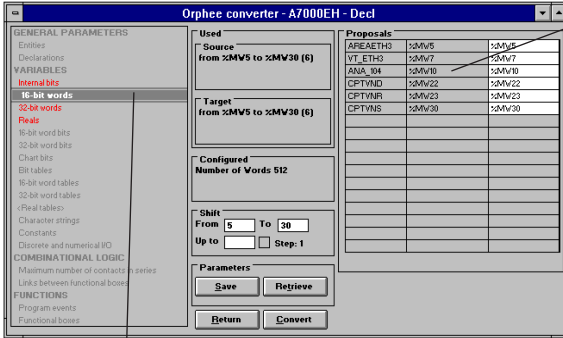 Orphee converter - A7000EH - Decl
GENERAL PARAMETERS
Entities
Declarations
VARIABLES
Internal bits
16-bit words
32-bit words
Reals
16-bit word bits
32-bit word bits
Chart bits
Bit tables
16-bit word tables
32-bit word tables
<Real tables>
Character strings
Constants
Discrete and numerical I/O
COMBINATIONAL LOGIC
Maximum number of contacts in series
Links between functional boxes
FUNCTIONS
Program events
Functional boxes
Used
Source
from %MW5 to %MW30 (6)
Target
from %MW5 to %MW30 (6)
Configured
Number of Words 512
Shift
From 5 To 30
Up to Step: 1
Parameters
Save Retrieve
Return Convert
Proposals
AREAETH3 %MW5 %MW5
VT_ETH3 %MW7 %MW7
ANA_104 %MW10 %MW10
CPTVND %MW22 %MW22
CPTVNR %MW23 %MW23
CPTVNS %MW30 %MW30